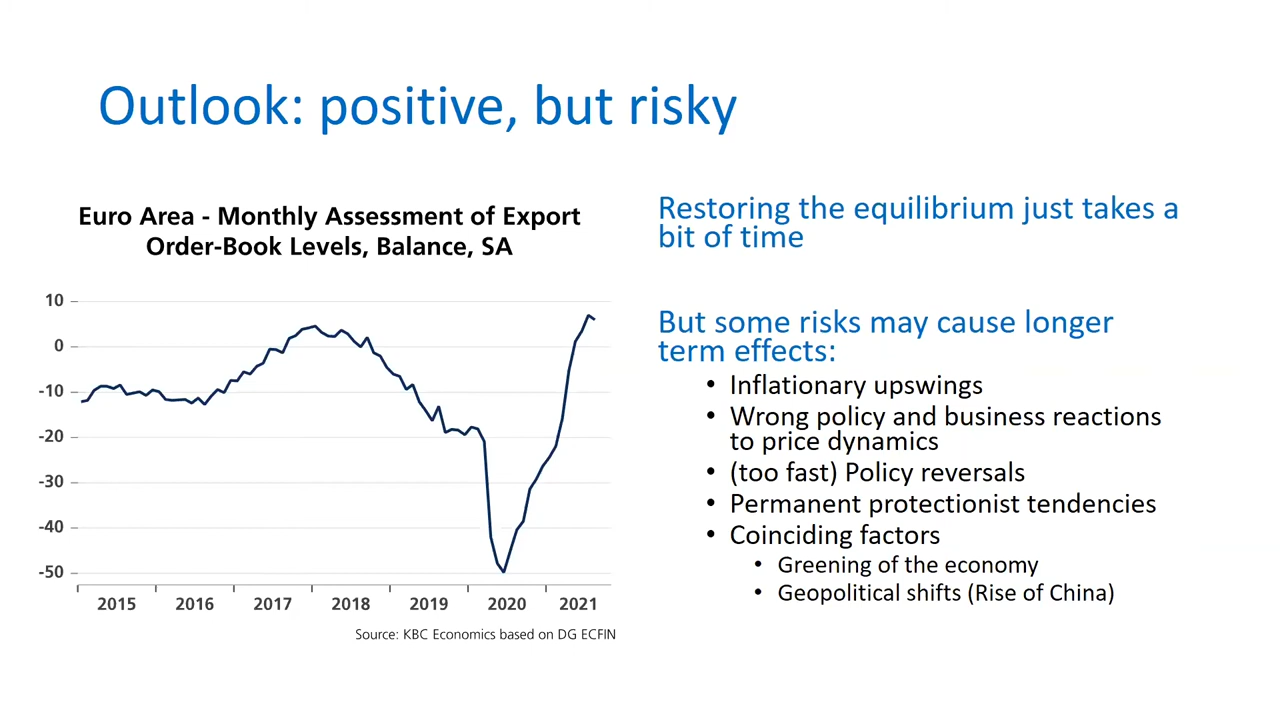 Outlook: positive, but risky
Euro Area - Monthly Assessment of Export
Order-Book Levels, Balance, SA
10
0
-10
-20
-30
-40
-50
2015 2016 2017 2018 2019 2020 2021
Source: KBC Economics based on DG ECFIN
Restoring the equilibrium just takes a
bit of time
But some risks may cause longer
term effects:
• Inflationary upswings
• Wrong policy and business reactions
to price dynamics
• (too fast) Policy reversals
• Permanent protectionist tendencies
• Coinciding factors
• Greening of the economy
• Geopolitical shifts (Rise of China)